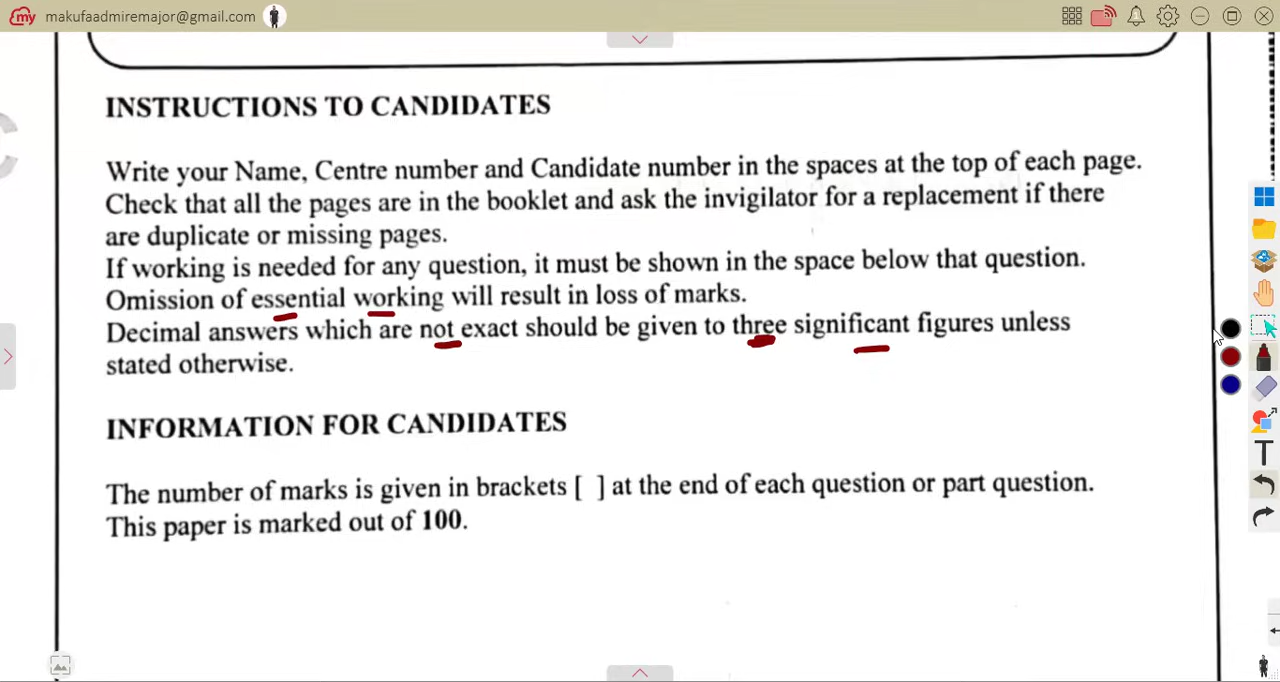 my makufaadmiremajor@gmail.com
INSTRUCTIONS TO CANDIDATES
Write your Name, Centre number and Candidate number in the spaces at the top of each page.
Check that all the pages are in the booklet and ask the invigilator for a replacement if there
are duplicate or missing pages.
If working is needed for any question, it must be shown in the space below that question.
Omission of essential working will result in loss of marks.
Decimal answers which are not exact should be given to three significant figures unless
stated otherwise.
INFORMATION FOR CANDIDATES
The number of marks is given in brackets [ ] at the end of each question or part question.
This paper is marked out of 100.
T